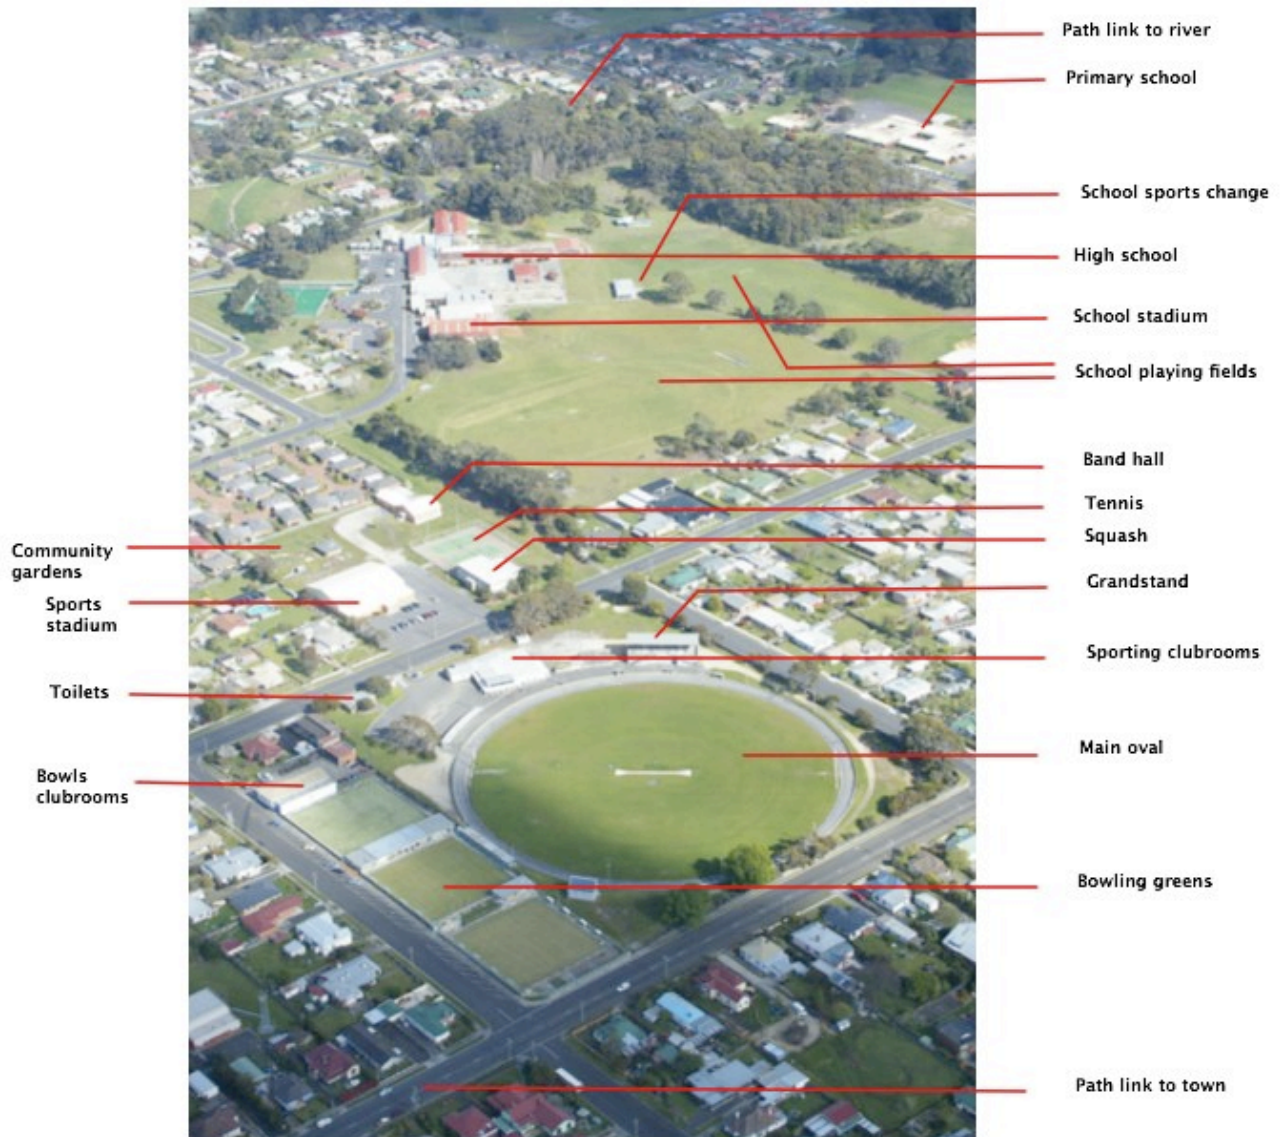 Path link to river
Primary school
School sports change
High school
School stadium
School playing fields
Band hall
Tennis
Squash
Community
gardens
Grandstand
Sports
stadium
Sporting clubrooms
Toilets
Main oval
Bowls
clubrooms
Bowling greens
Path link to town